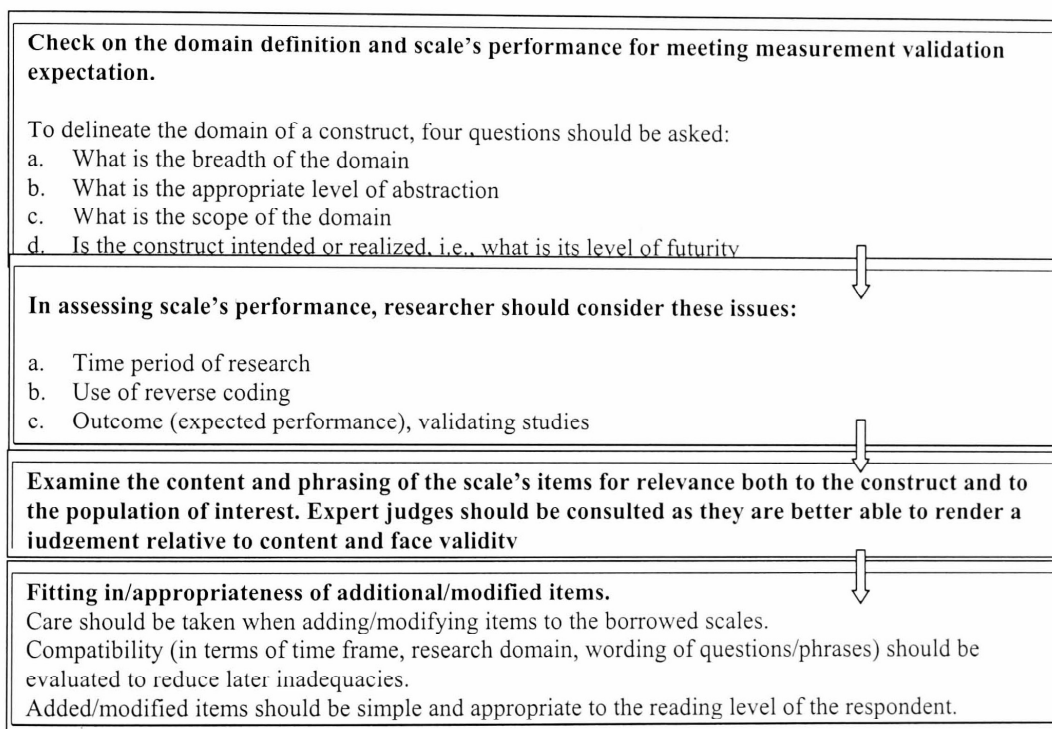 Check on the domain definition and scale's performance for meeting measurement validation
expectation.
To delineate the domain of a construct, four questions should be asked:
a. What is the breadth of the domain
b. What is the appropriate level of abstraction
c. What is the scope of the domain
d. Is the construct intended or realized, i.e., what is its level of futurity
In assessing scale's performance, researcher should consider these issues:
a. Time period of research
b. Use of reverse coding
c. Outcome (expected performance), validating studies
Examine the content and phrasing of the scale's items for relevance both to the construct and to
the population of interest. Expert judges should be consulted as they are better able to render a
judgement relative to content and face validity
Fitting in/appropriateness of additional/modified items.
Care should be taken when adding/modifying items to the borrowed scales.
Compatibility (in terms of time frame, research domain, wording of questions/phrases) should be
evaluated to reduce later inadequacies.
Added/modified items should be simple and appropriate to the reading level of the respondent.